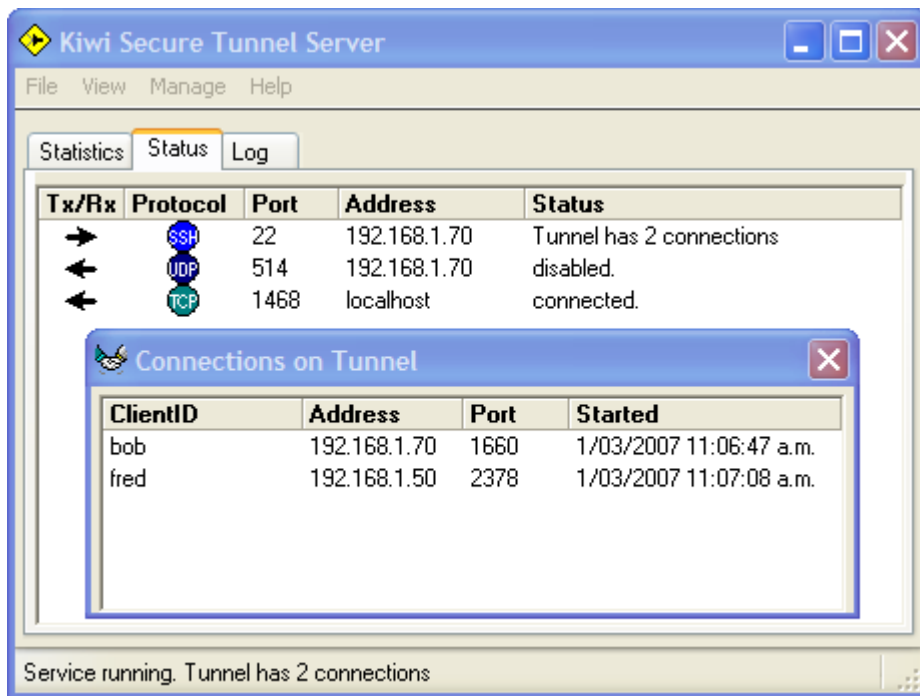 Kiwi Secure Tunnel Server
File View Manage Help
Statistics Status Log
Tx/Rx Protocol Port Address Status
SSH 22 192.168.1.70 Tunnel has 2 connections
UDP 514 192.168.1.70 disabled.
TCP 1468 localhost connected.
Connections on Tunnel
ClientID Address Port Started
bob 192.168.1.70 1660 1/03/2007 11:06:47 a.m.
fred 192.168.1.50 2378 1/03/2007 11:07:08 a.m.
Service running. Tunnel has 2 connections